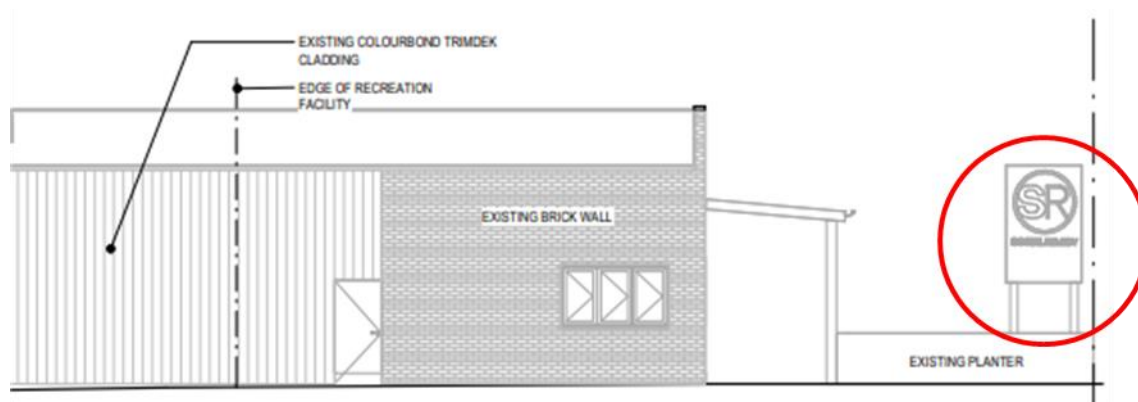 EXISTING COLOURBOND TRIMDEK
CLADDING
EDGE OF RECREATION
FACILITY
EXISTING BRICK WALL
SR
EXISTING PLANTER